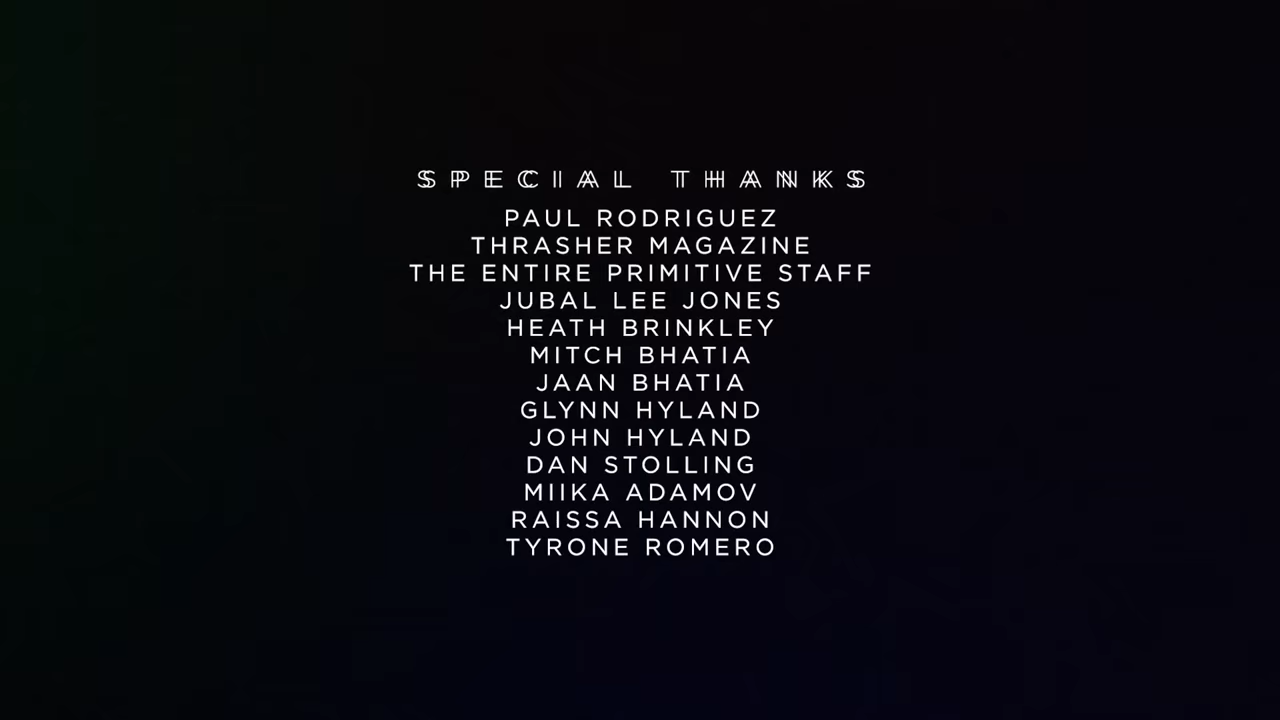 SPECIAL THANKS
PAUL RODRIGUEZ
THRASHER MAGAZINE
THE ENTIRE PRIMITIVE STAFF
JUBAL LEE JONES
HEATH BRINKLEY
MITCH BHATIA
JAAN BHATIA
GLYNN HYLAND
JOHN HYLAND
DAN STOLLING
MIIKA ADAMOV
RAISSA HANNON
TYRONE ROMERO